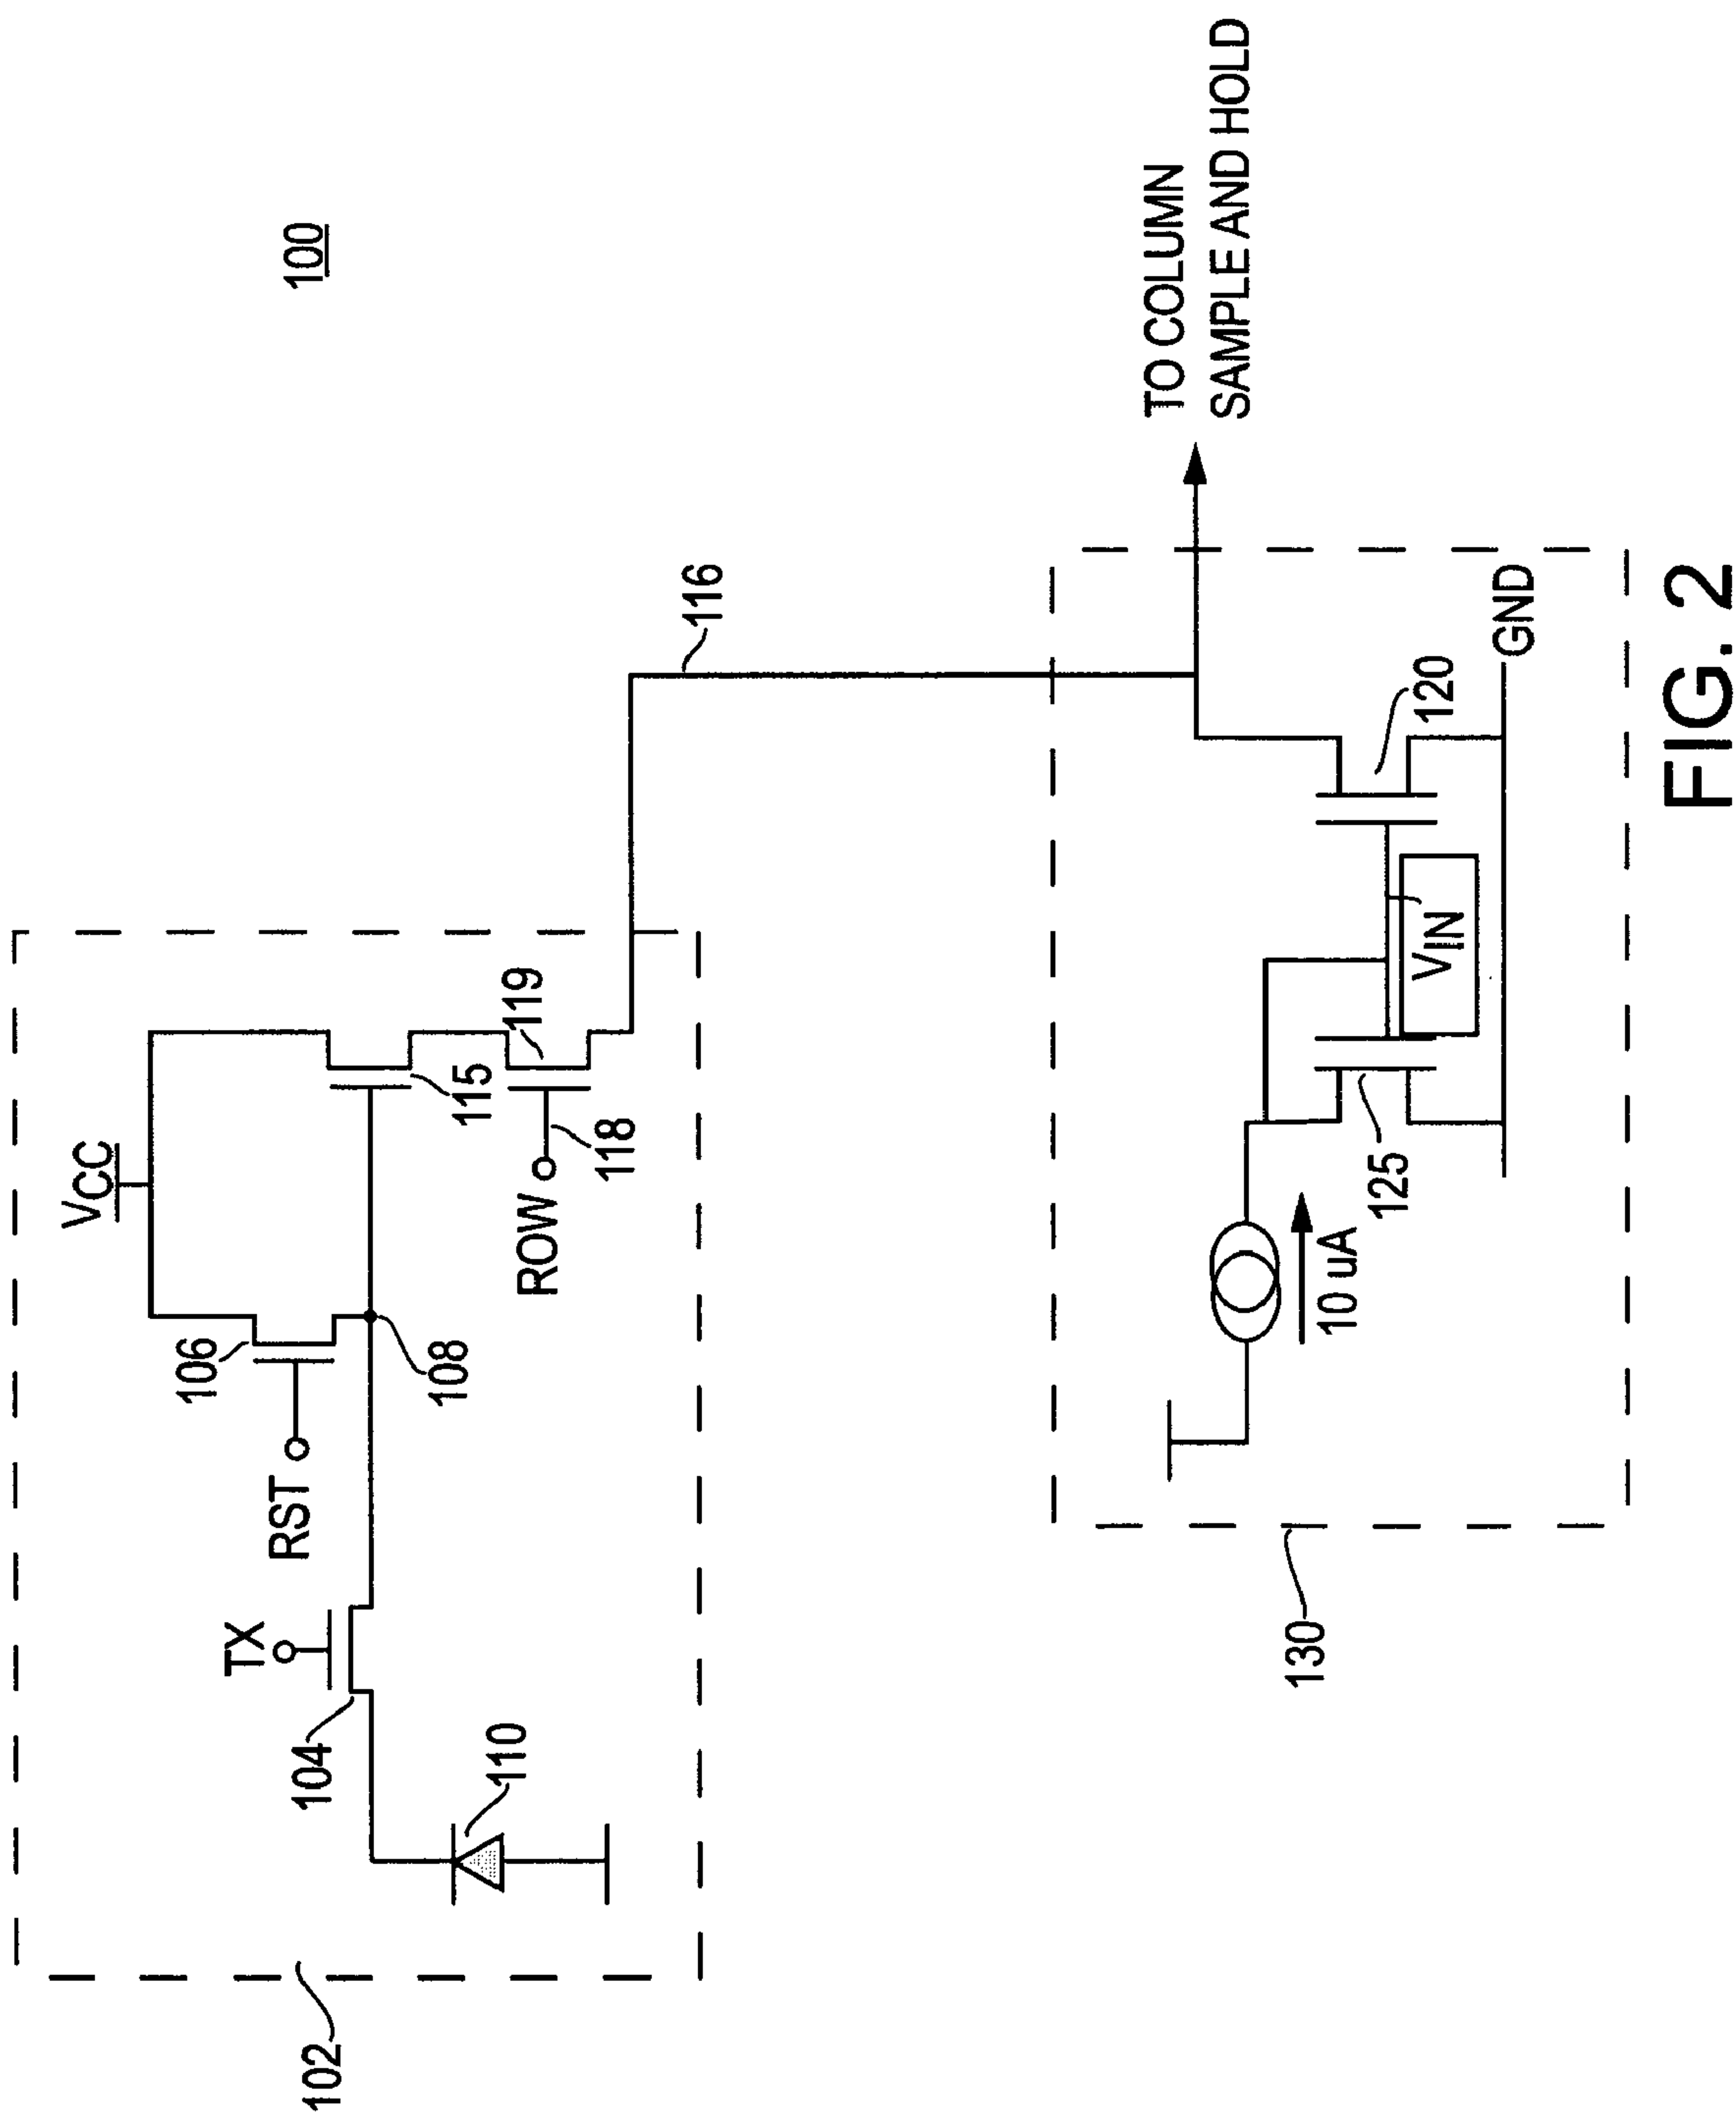 100
VCC
106
RST
TX
104
108
110
115
119
ROW
118
102
116
TO COLUMN
SAMPLE AND HOLD
10 uA
125
VIN
120
GND
130
FIG. 2